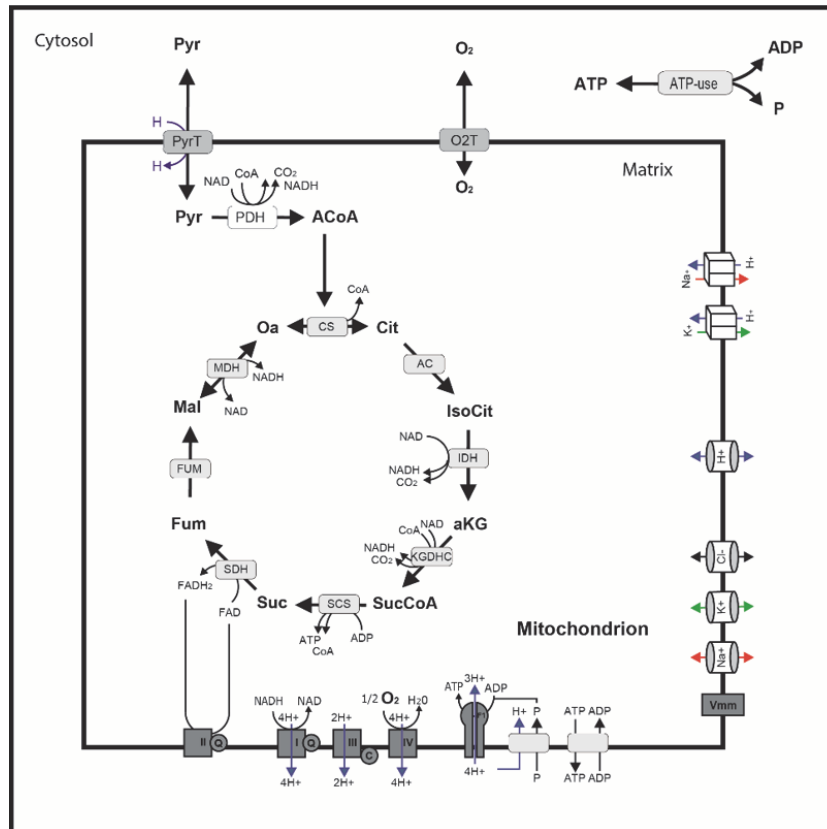 Cytosol
Pyr
O₂
ATP
ATP-use
ADP
P
H
PyrT
H
O2T
O₂
Matrix
Pyr
NAD
CoA
CO₂
NADH
PDH
ACoA
CoA
Oa
CS
Cit
MDH
NADH
NAD
AC
Mal
IsoCit
NAD
IDH
NADH
CO₂
FUM
Fum
aKG
CoA
NAD
NADH
CO₂
KGDHC
SDH
FADH₂
FAD
Suc
SCS
SucCoA
ATP
CoA
ADP
Mitochondrion
Na+
H+
K+
H+
H+
Cl-
K+
Na+
Vmm
II
Q
NADH
NAD
4H+
I
Q
4H+
2H+
III
C
2H+
1/2 O₂
H₂0
4H+
IV
4H+
3H+
ATP
ADP
F1
4H+
H+
P
P
ATP
ADP
ATP
ADP